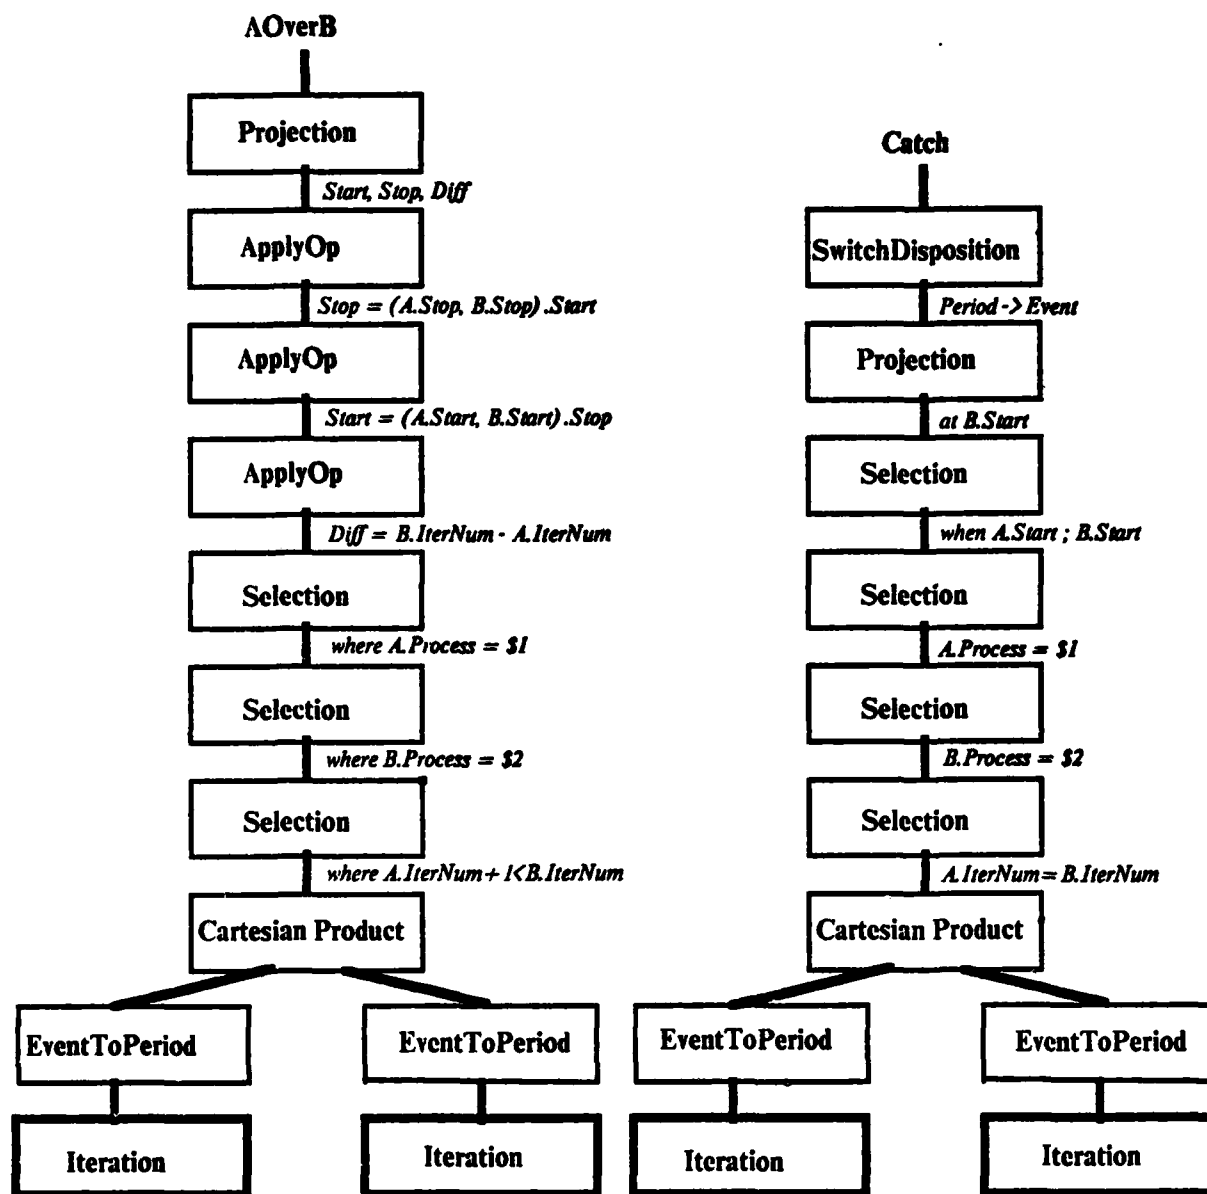 AOverB
Projection
Start, Stop, Diff
ApplyOp
Stop = (A.Stop, B.Stop).Start
ApplyOp
Start = (A.Start, B.Start).Stop
ApplyOp
Diff = B.IterNum - A.IterNum
Selection
where A.Process = $1
Selection
where B.Process = $2
Selection
where A.IterNum+1<B.IterNum
Cartesian Product
EventToPeriod
EventToPeriod
Iteration
Iteration
Catch
SwitchDisposition
Period->Event
Projection
at B.Start
Selection
when A.Start ; B.Start
Selection
A.Process = $1
Selection
B.Process = $2
Selection
A.IterNum=B.IterNum
Cartesian Product
EventToPeriod
EventToPeriod
Iteration
Iteration